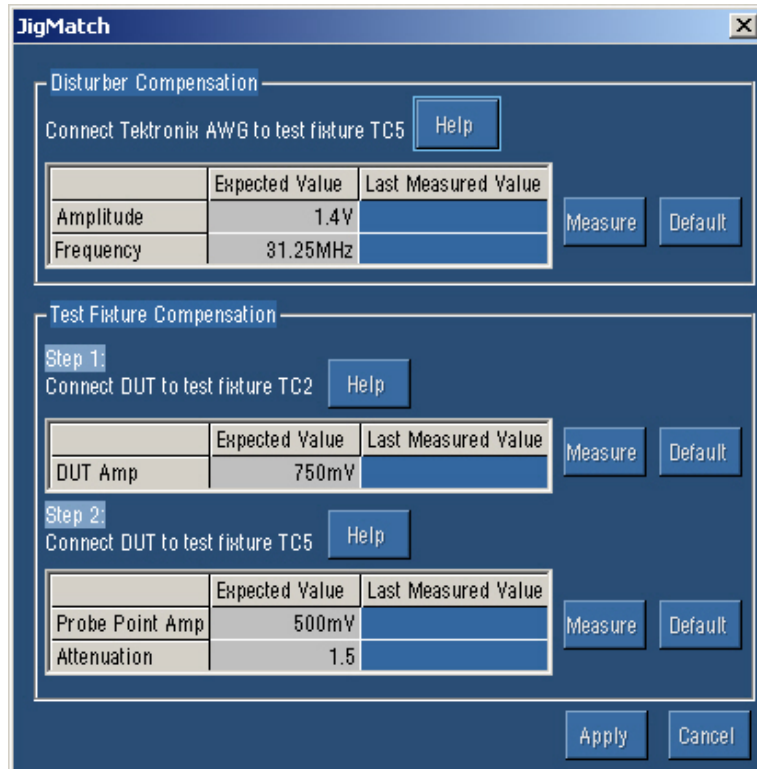 JigMatch
Disturber Compensation
Connect Tektronix AWG to test fixture TC5 Help
Expected Value Last Measured Value
Amplitude 1.4V
Frequency 31.25MHz
Measure Default
Test Fixture Compensation
Step 1:
Connect DUT to test fixture TC2 Help
Expected Value Last Measured Value
DUT Amp 750mV
Measure Default
Step 2:
Connect DUT to test fixture TC5 Help
Expected Value Last Measured Value
Probe Point Amp 500mV
Attenuation 1.5
Measure Default
Apply Cancel